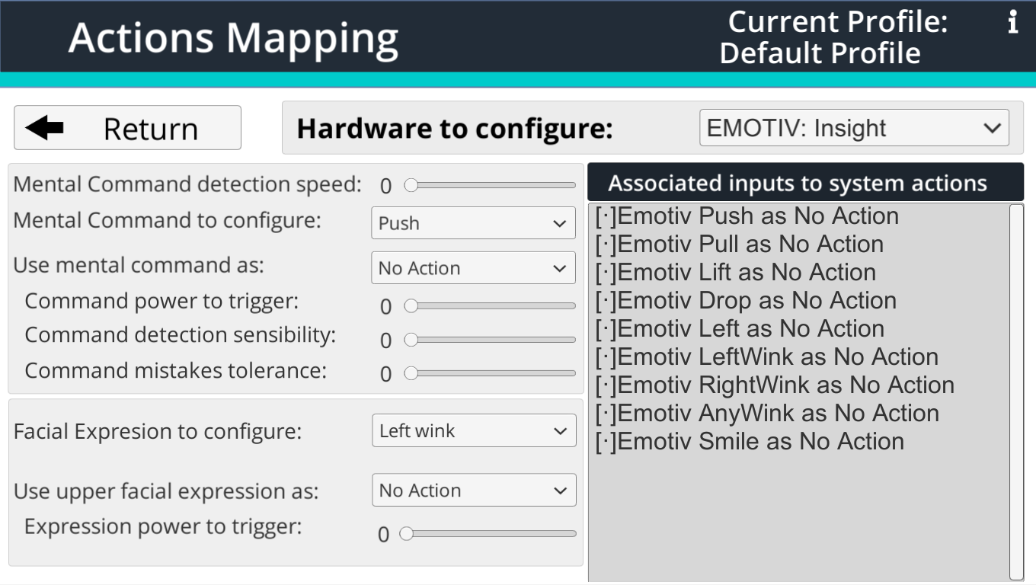 Actions Mapping
Current Profile:
Default Profile
i
Return
Hardware to configure:
EMOTIV: Insight
Mental Command detection speed:
0
Mental Command to configure:
Push
Use mental command as:
No Action
Command power to trigger:
0
Command detection sensibility:
0
Command mistakes tolerance:
0
Facial Expresion to configure:
Left wink
Use upper facial expression as:
No Action
Expression power to trigger:
0
Associated inputs to system actions
[·]Emotiv Push as No Action
[·]Emotiv Pull as No Action
[·]Emotiv Lift as No Action
[·]Emotiv Drop as No Action
[·]Emotiv Left as No Action
[·]Emotiv LeftWink as No Action
[·]Emotiv RightWink as No Action
[·]Emotiv AnyWink as No Action
[·]Emotiv Smile as No Action